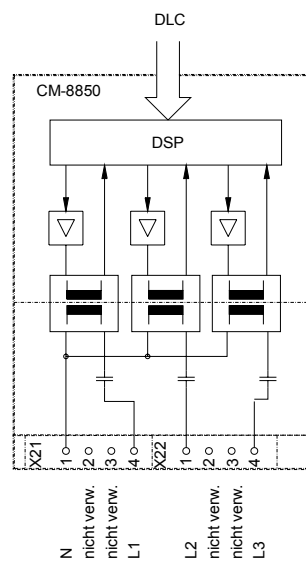 DLC
CM-8850
DSP
X21
1
2
3
4
X22
1
2
3
4
N
nicht verw.
nicht verw.
L1
L2
nicht verw.
nicht verw.
L3